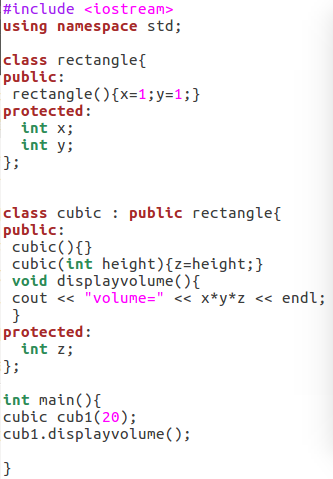 #include <iostream>
using namespace std;

class rectangle{
public:
 rectangle(){x=1;y=1;}
protected:
  int x;
  int y;
};


class cubic : public rectangle{
public:
 cubic(){}
 cubic(int height){z=height;}
 void displayvolume(){
 cout << "volume=" << x*y*z << endl;
 }
protected:
  int z;
};

int main(){
cubic cub1(20);
cub1.displayvolume();

}